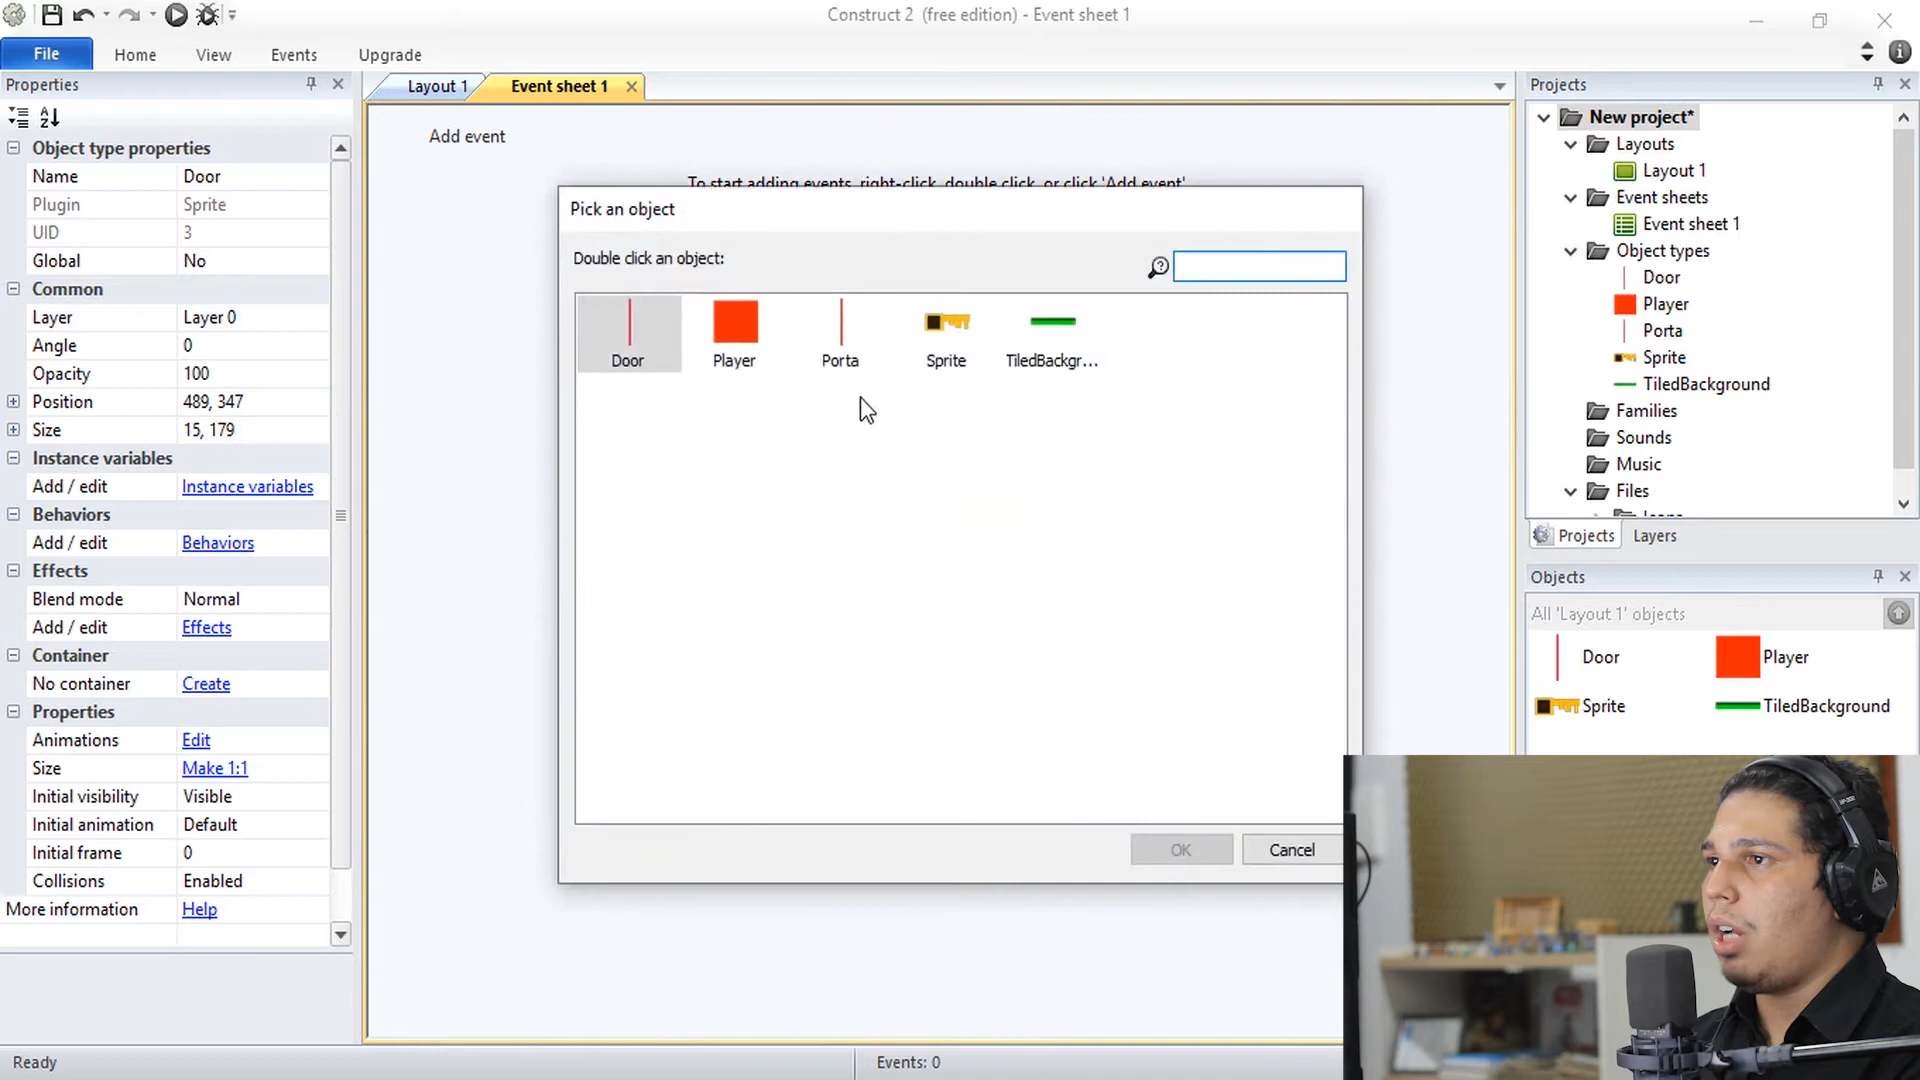 Construct 2 (free edition) - Event sheet 1
File
Home
View
Events
Upgrade
Properties
Object type properties
Name Door
Plugin Sprite
UID 3
Global No
Common
Layer Layer 0
Angle 0
Opacity 100
Position 489, 347
Size 15, 179
Instance variables
Add / edit Instance variables
Behaviors
Add / edit Behaviors
Effects
Blend mode Normal
Add / edit Effects
Container
No container Create
Properties
Animations Edit
Size Make 1:1
Initial visibility Visible
Initial animation Default
Initial frame 0
Collisions Enabled
More information Help
Layout 1
Event sheet 1
Add event
To start adding events, right-click, double click, or click 'Add event'
Pick an object
Double click an object:
Door
Player
Porta
Sprite
TiledBackgr...
OK
Cancel
Projects
New project*
Layouts
Layout 1
Event sheets
Event sheet 1
Object types
Door
Player
Porta
Sprite
TiledBackground
Families
Sounds
Music
Files
Projects
Layers
Objects
All 'Layout 1' objects
Door
Player
Sprite
TiledBackground
Ready
Events: 0